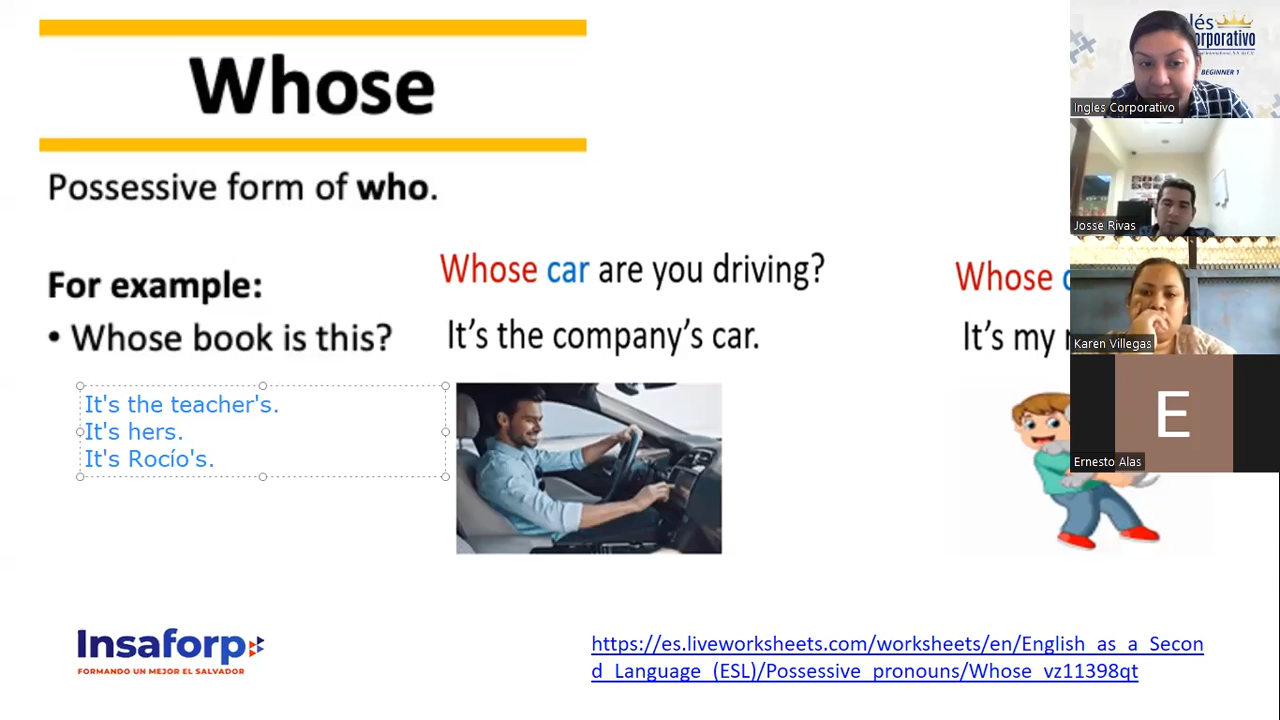 Whose
Possessive form of who.
For example:
• Whose book is this?
It's the teacher's.
It's hers.
It's Rocío's.
Whose car are you driving?
It's the company's car.
Whose
It's my
Insaforp
FORMANDO UN MEJOR EL SALVADOR
https://es.liveworksheets.com/worksheets/en/English_as_a_Secon
d_Language_(ESL)/Possessive_pronouns/Whose_vz11398qt
BEGINNER 1
Ingles Corporativo
Josse Rivas
Karen Villegas
E
Ernesto Alas